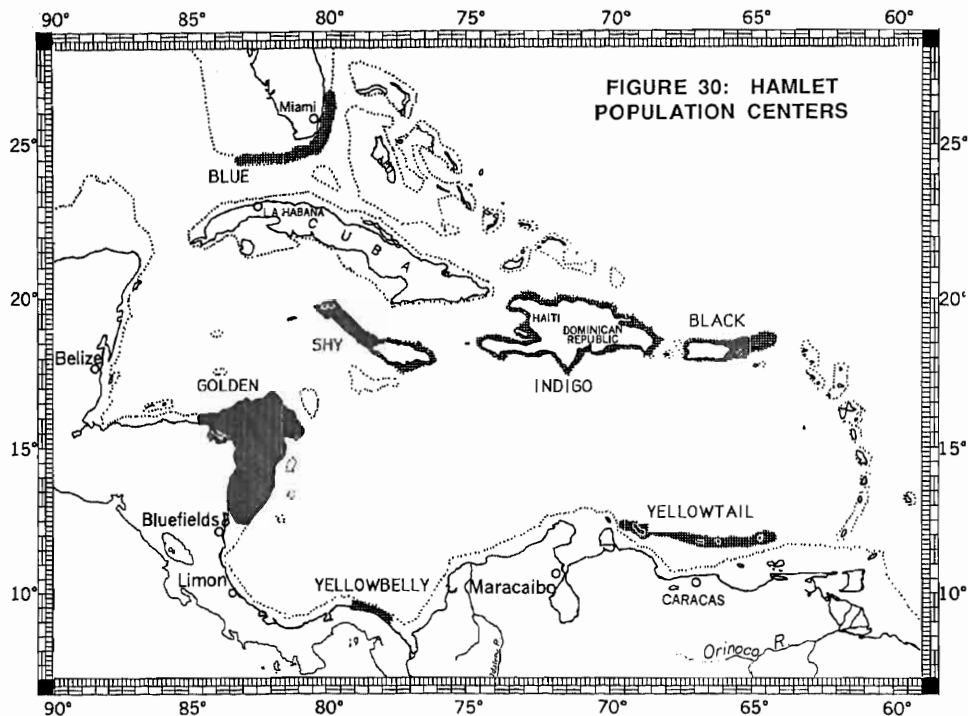 90°
80°
75°
70°
65°
60°
FIGURE 30: HAMLET
POPULATION CENTERS
Miami
25°
25°
BLUE
LA HABANA
CUBA
20°
20°
HAITI
DOMINICAN
REPUBLIC
BLACK
SHY
Belize
INDIGO
GOLDEN
15°
15°
YELLOWTAIL
Bluefields
Limon
YELLOWBELLY
Maracaibo
CARACAS
10°
10°
Orinoco R.
90°
80°
75°
70°
65°
60°